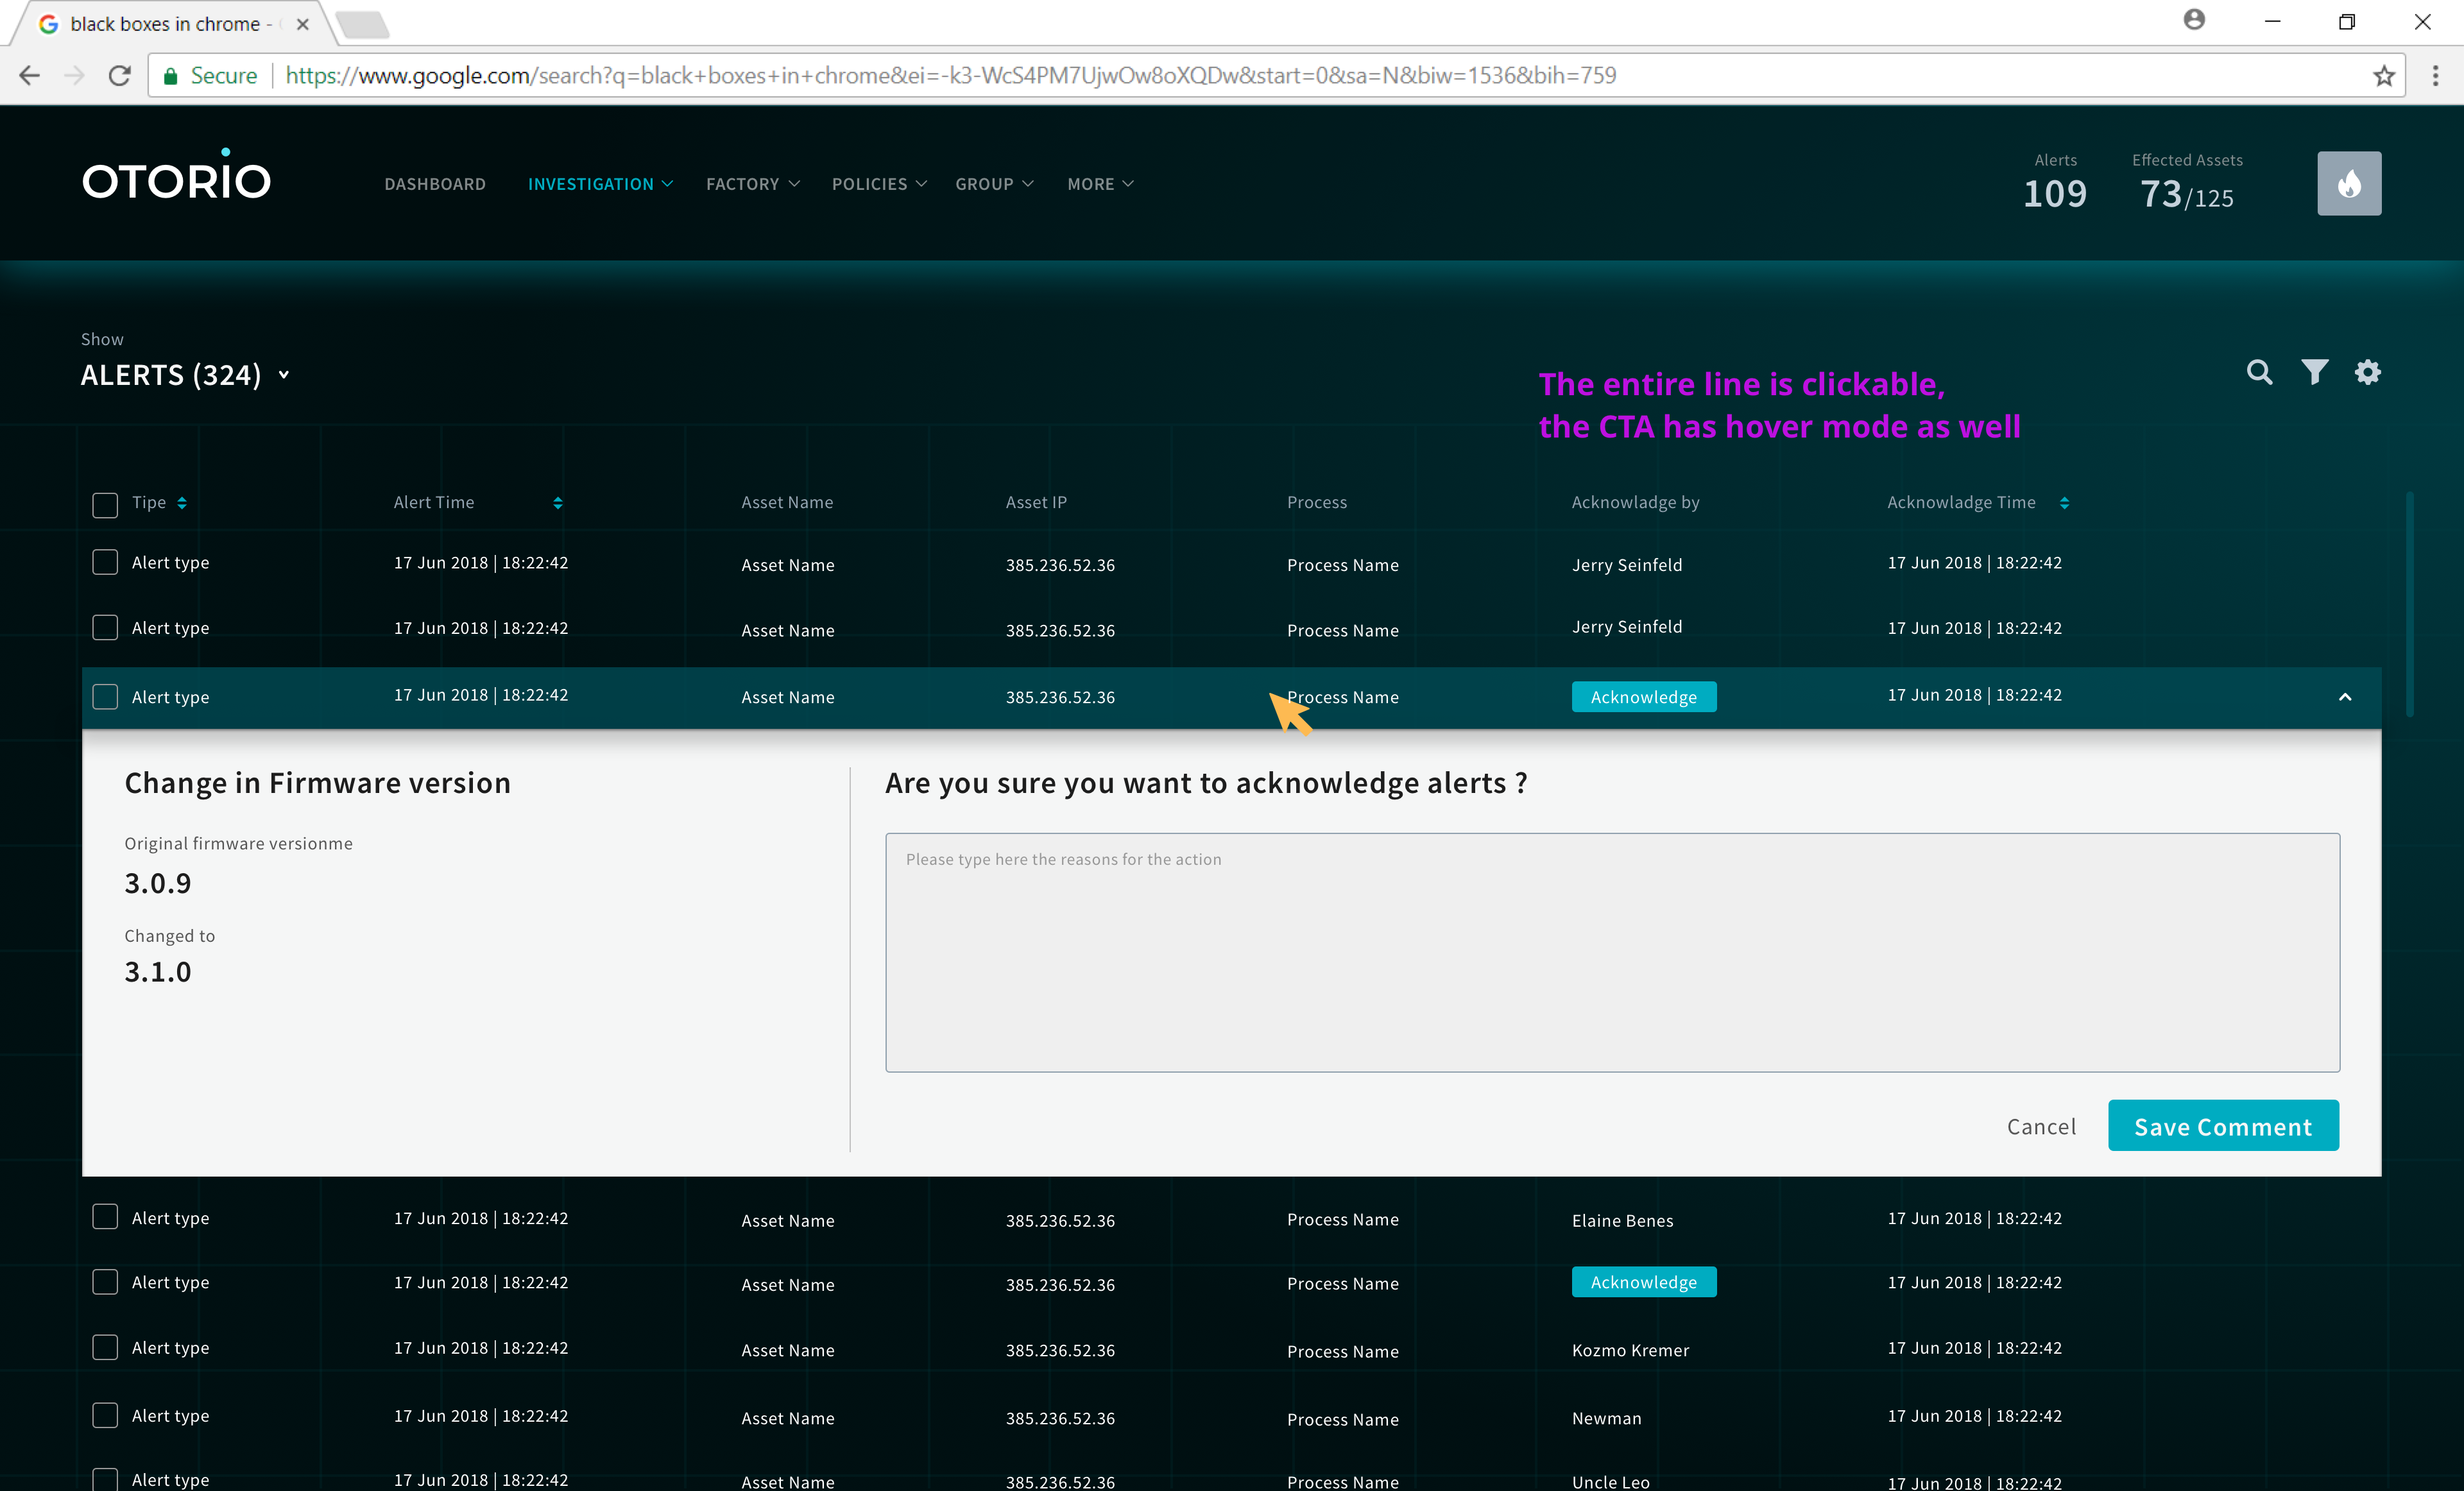 black boxes in chrome -
Secure
https://www.google.com/search?q=black+boxes+in+chrome&ei=-k3-WcS4PM7UjwOw8oXQDw&start=0&sa=N&biw=1536&bih=759
OTORIO
DASHBOARD INVESTIGATION FACTORY POLICIES GROUP MORE
Alerts Effected Assets
109 73/125
Show
ALERTS (324)
The entire line is clickable,
the CTA has hover mode as well
Tipe Alert Time Asset Name Asset IP Process Acknowladge by Acknowladge Time
Alert type 17 Jun 2018 | 18:22:42 Asset Name 385.236.52.36 Process Name Jerry Seinfeld 17 Jun 2018 | 18:22:42
Alert type 17 Jun 2018 | 18:22:42 Asset Name 385.236.52.36 Process Name Jerry Seinfeld 17 Jun 2018 | 18:22:42
Alert type 17 Jun 2018 | 18:22:42 Asset Name 385.236.52.36 Process Name Acknowledge 17 Jun 2018 | 18:22:42
Change in Firmware version
Original firmware versionme
3.0.9
Changed to
3.1.0
Are you sure you want to acknowledge alerts ?
Please type here the reasons for the action
Cancel Save Comment
Alert type 17 Jun 2018 | 18:22:42 Asset Name 385.236.52.36 Process Name Elaine Benes 17 Jun 2018 | 18:22:42
Alert type 17 Jun 2018 | 18:22:42 Asset Name 385.236.52.36 Process Name Acknowledge 17 Jun 2018 | 18:22:42
Alert type 17 Jun 2018 | 18:22:42 Asset Name 385.236.52.36 Process Name Kozmo Kremer 17 Jun 2018 | 18:22:42
Alert type 17 Jun 2018 | 18:22:42 Asset Name 385.236.52.36 Process Name Newman 17 Jun 2018 | 18:22:42
Alert type 17 Jun 2018 | 18:22:42 Asset Name 385.236.52.36 Process Name Uncle Leo 17 Jun 2018 | 18:22:42